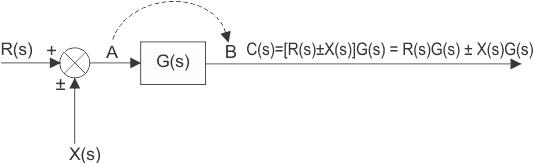 R(s)
+
A
G(s)
B
C(s)=[R(s)±X(s)]G(s) = R(s)G(s) ± X(s)G(s)
±
X(s)